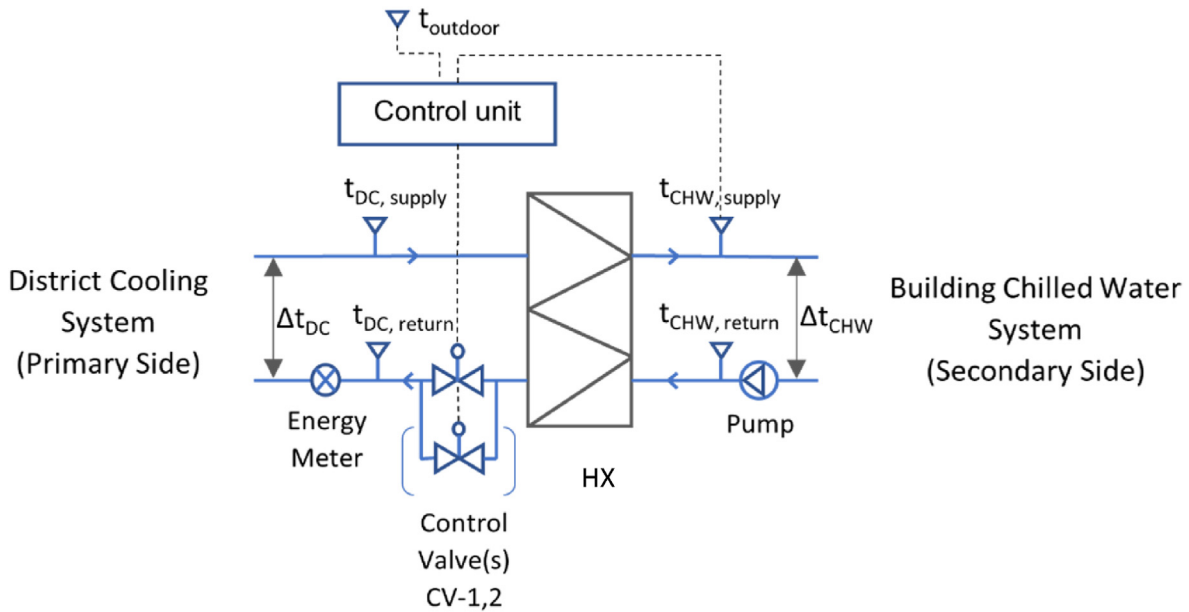 t_outdoor
Control unit
t_DC, supply
t_CHW, supply
District Cooling
System
(Primary Side)
Δt_DC
t_DC, return
t_CHW, return
Δt_CHW
Building Chilled Water
System
(Secondary Side)
Energy
Meter
Pump
HX
Control
Valve(s)
CV-1,2